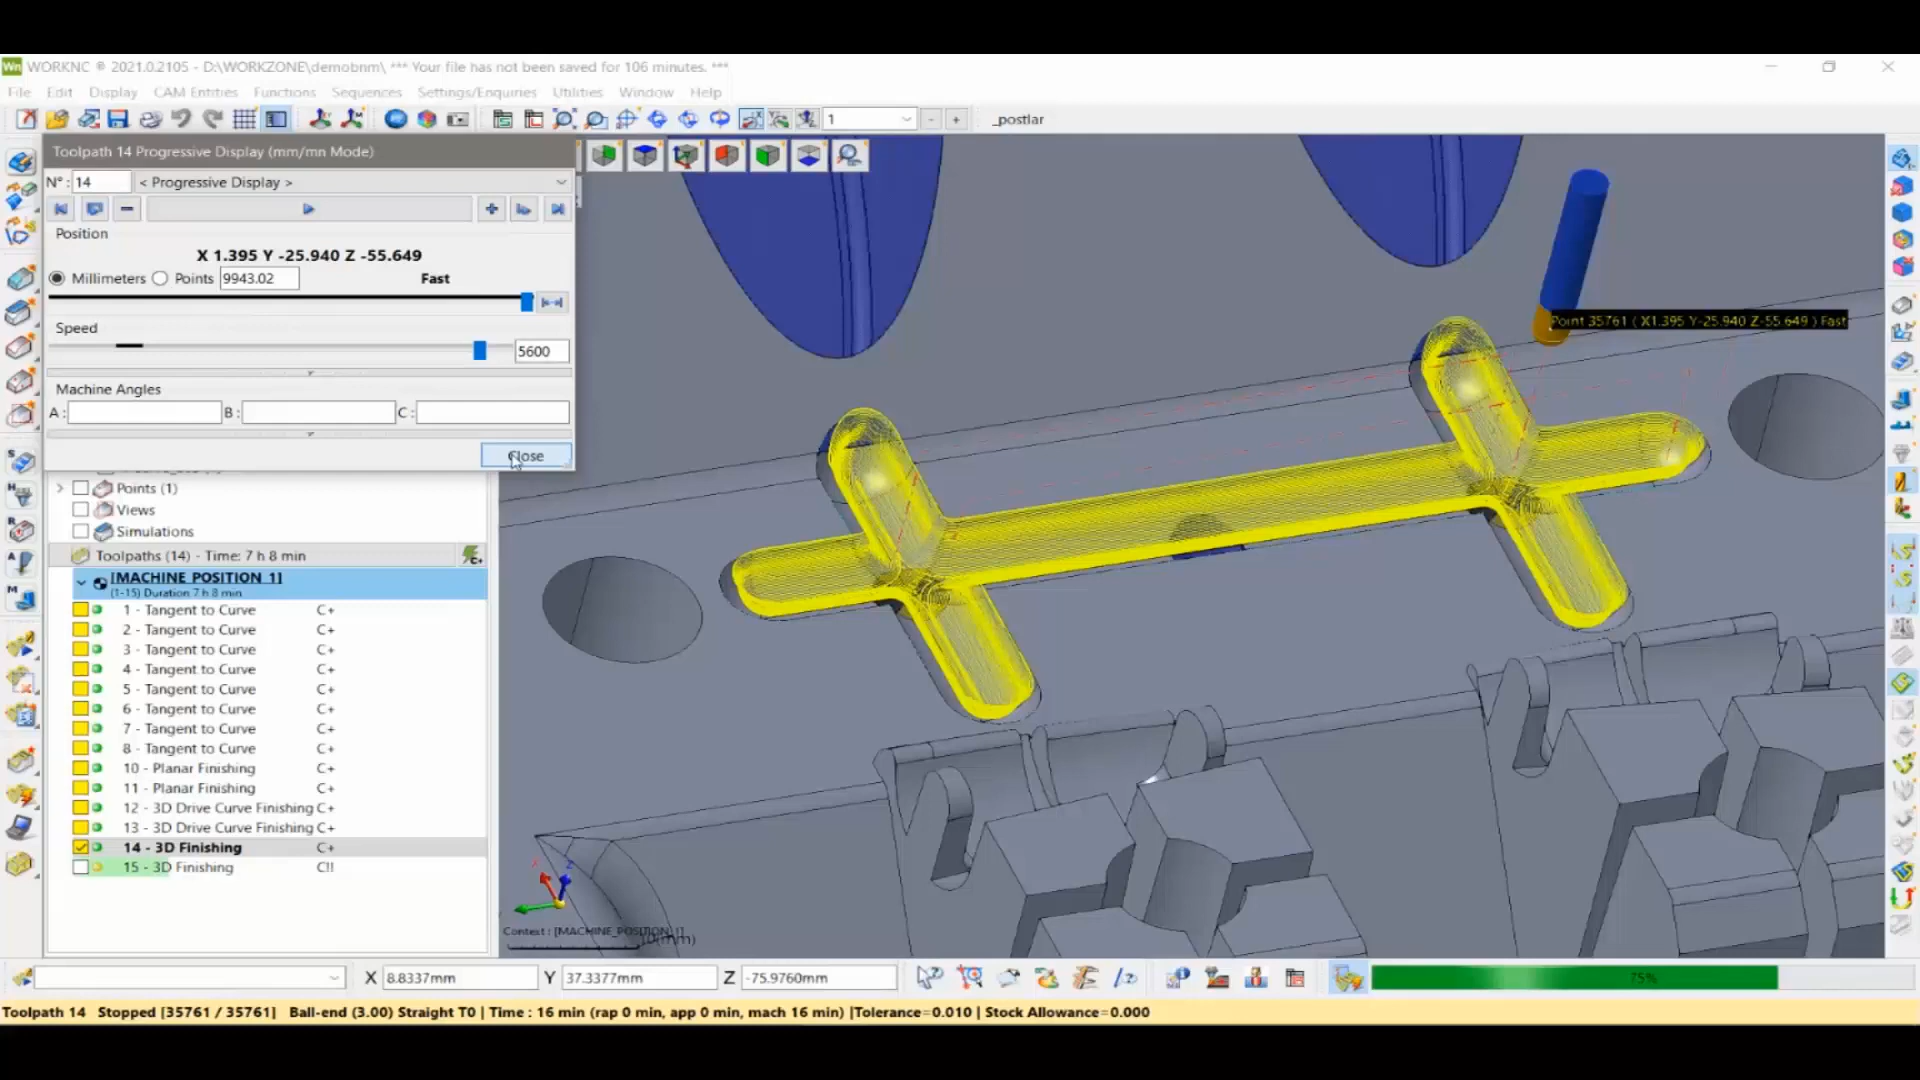 WORKNC ® 2021.0.2105 - D:\WORKZONE\demobnm\ *** Your file has not been saved for 106 minutes. ***
File Edit Display CAM Entities Functions Sequences Settings/Enquiries Utilities Window Help
1 - + _postlar
Toolpath 14 Progressive Display (mm/mn Mode)
N° : 14 < Progressive Display >
Position
X 1.395 Y -25.940 Z -55.649
Millimeters Points 9943.02 Fast
Speed
5600
Machine Angles
A : B : C :
Close
Points (1)
Views
Simulations
Toolpaths (14) - Time: 7 h 8 min
[MACHINE_POSITION_1]
(1-15) Duration 7 h 8 min
1 - Tangent to Curve C+
2 - Tangent to Curve C+
3 - Tangent to Curve C+
4 - Tangent to Curve C+
5 - Tangent to Curve C+
6 - Tangent to Curve C+
7 - Tangent to Curve C+
8 - Tangent to Curve C+
10 - Planar Finishing C+
11 - Planar Finishing C+
12 - 3D Drive Curve Finishing C+
13 - 3D Drive Curve Finishing C+
14 - 3D Finishing C+
15 - 3D Finishing C!!
Point 35761 ( X1.395 Y-25.940 Z-55.649 ) Fast
Context : [MACHINE_POSITION_1]
10(mm)
X 8.8337mm Y 37.3377mm Z -75.9760mm 75%
Toolpath 14 Stopped [35761 / 35761] Ball-end (3.00) Straight T0 | Time : 16 min (rap 0 min, app 0 min, mach 16 min) |Tolerance=0.010 | Stock Allowance=0.000